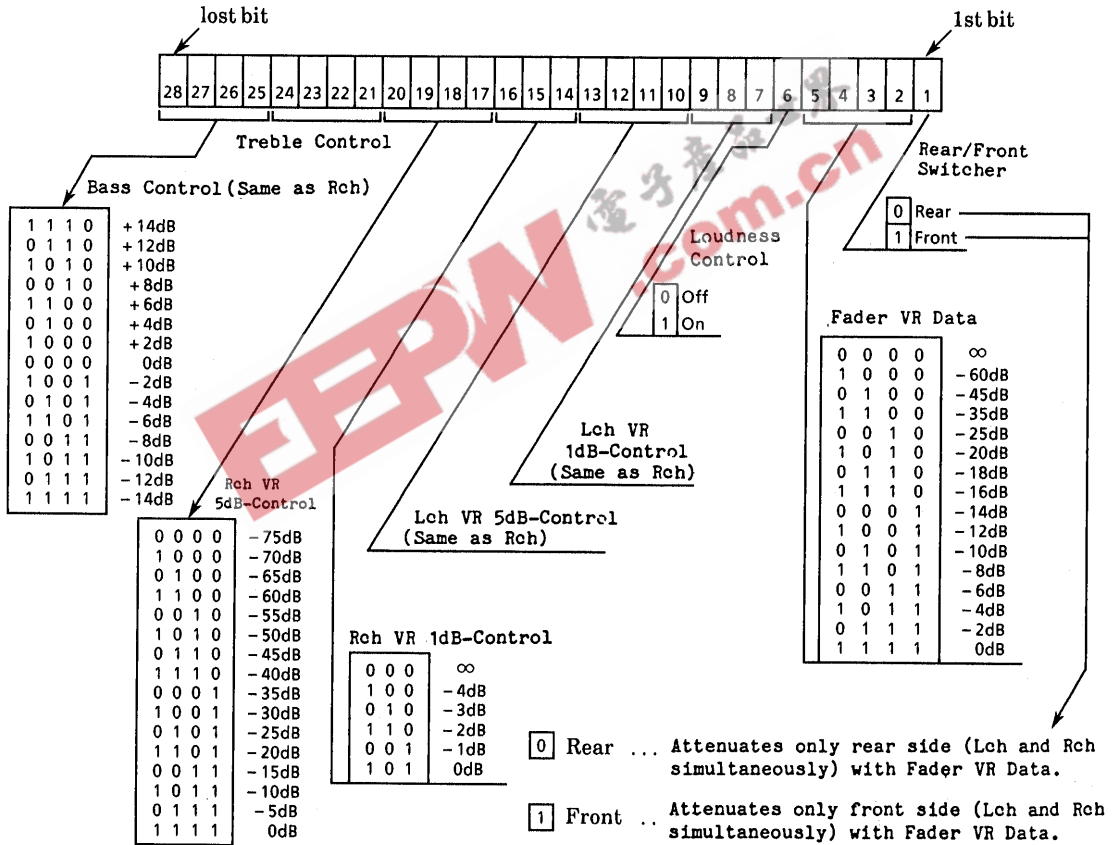 lost bit
1st bit
28 27 26 25 24 23 22 21 20 19 18 17 16 15 14 13 12 11 10 9 8 7 6 5 4 3 2 1
Treble Control
Rear/Front
Switcher
0 Rear
1 Front
Bass Control (Same as Rch)
1 1 1 0 +14dB
0 1 1 0 +12dB
1 0 1 0 +10dB
0 0 1 0 +8dB
1 1 0 0 +6dB
0 1 0 0 +4dB
1 0 0 0 +2dB
0 0 0 0 0dB
1 0 0 1 -2dB
0 1 0 1 -4dB
1 1 0 1 -6dB
0 0 1 1 -8dB
1 0 1 1 -10dB
0 1 1 1 -12dB
1 1 1 1 -14dB
Loudness
Control
0 Off
1 On
Fader VR Data
0 0 0 0 ∞
1 0 0 0 -60dB
0 1 0 0 -45dB
1 1 0 0 -35dB
0 0 1 0 -25dB
1 0 1 0 -20dB
0 1 1 0 -18dB
1 1 1 0 -16dB
0 0 0 1 -14dB
1 0 0 1 -12dB
0 1 0 1 -10dB
1 1 0 1 -8dB
0 0 1 1 -6dB
1 0 1 1 -4dB
0 1 1 1 -2dB
1 1 1 1 0dB
Lch VR
1dB-Control
(Same as Rch)
Lch VR 5dB-Control
(Same as Rch)
Rch VR
5dB-Control
0 0 0 0 -75dB
1 0 0 0 -70dB
0 1 0 0 -65dB
1 1 0 0 -60dB
0 0 1 0 -55dB
1 0 1 0 -50dB
0 1 1 0 -45dB
1 1 1 0 -40dB
0 0 0 1 -35dB
1 0 0 1 -30dB
0 1 0 1 -25dB
1 1 0 1 -20dB
0 0 1 1 -15dB
1 0 1 1 -10dB
0 1 1 1 -5dB
1 1 1 1 0dB
Rch VR 1dB-Control
0 0 0 ∞
1 0 0 -4dB
0 1 0 -3dB
1 1 0 -2dB
0 0 1 -1dB
1 0 1 0dB
0 Rear ... Attenuates only rear side (Lch and Rch
simultaneously) with Fader VR Data.
1 Front .. Attenuates only front side (Lch and Rch
simultaneously) with Fader VR Data.
EEPW.com.cn
電子產品世界